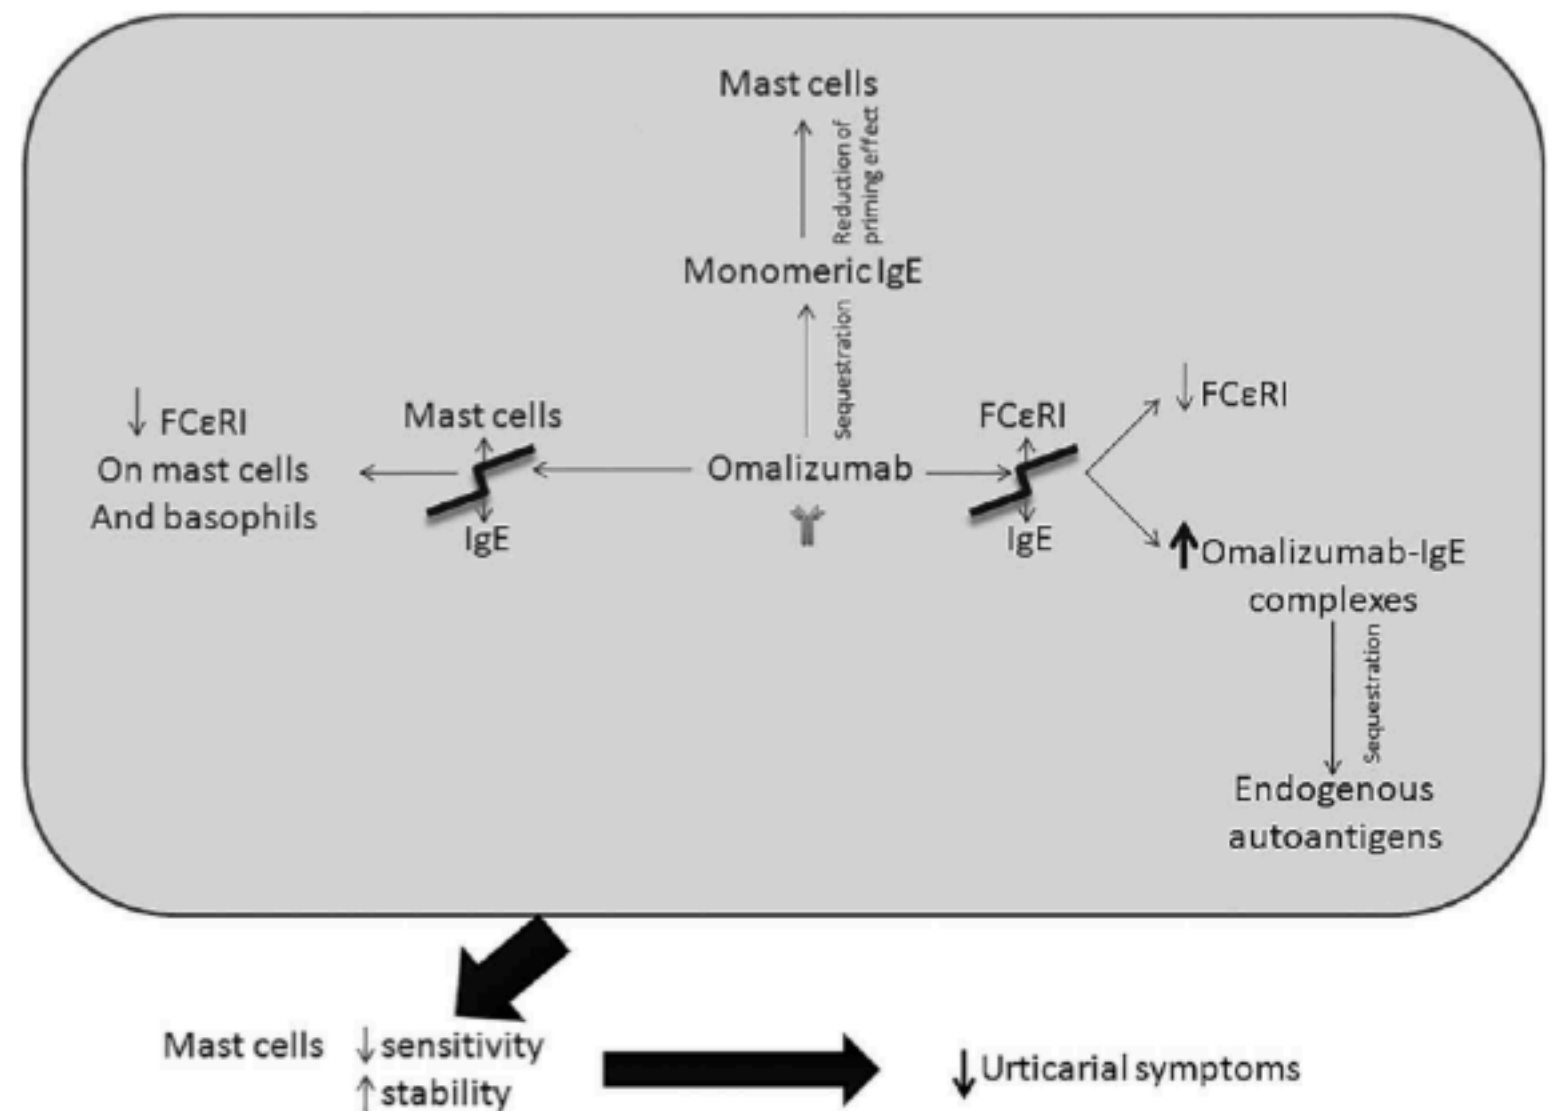 Mast cells
Reduction of
priming effect
Monomeric IgE
Sequestration
↓ FCεRI
On mast cells
And basophils
Mast cells
IgE
Omalizumab
FCεRI
IgE
↓ FCεRI
↑ Omalizumab-IgE
complexes
Sequestration
Endogenous
autoantigens
Mast cells ↓ sensitivity
↑ stability
↓ Urticarial symptoms